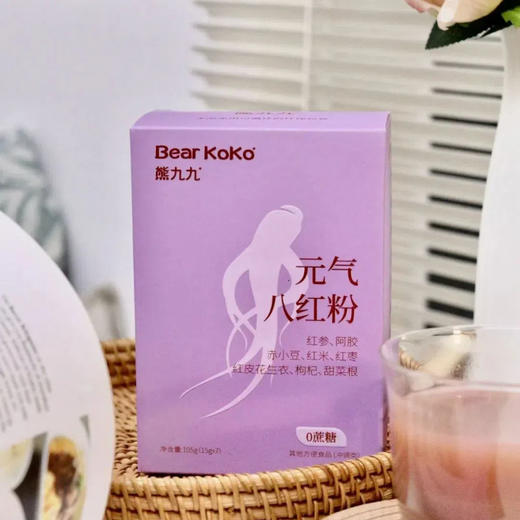 Bear KoKo®
熊九九®
元气
八红粉
红参、阿胶
赤小豆、红米、红枣
红皮花生衣、枸杞、甜菜根
0蔗糖
净含量:105g(15gx7)
其他方便食品(冲调类)